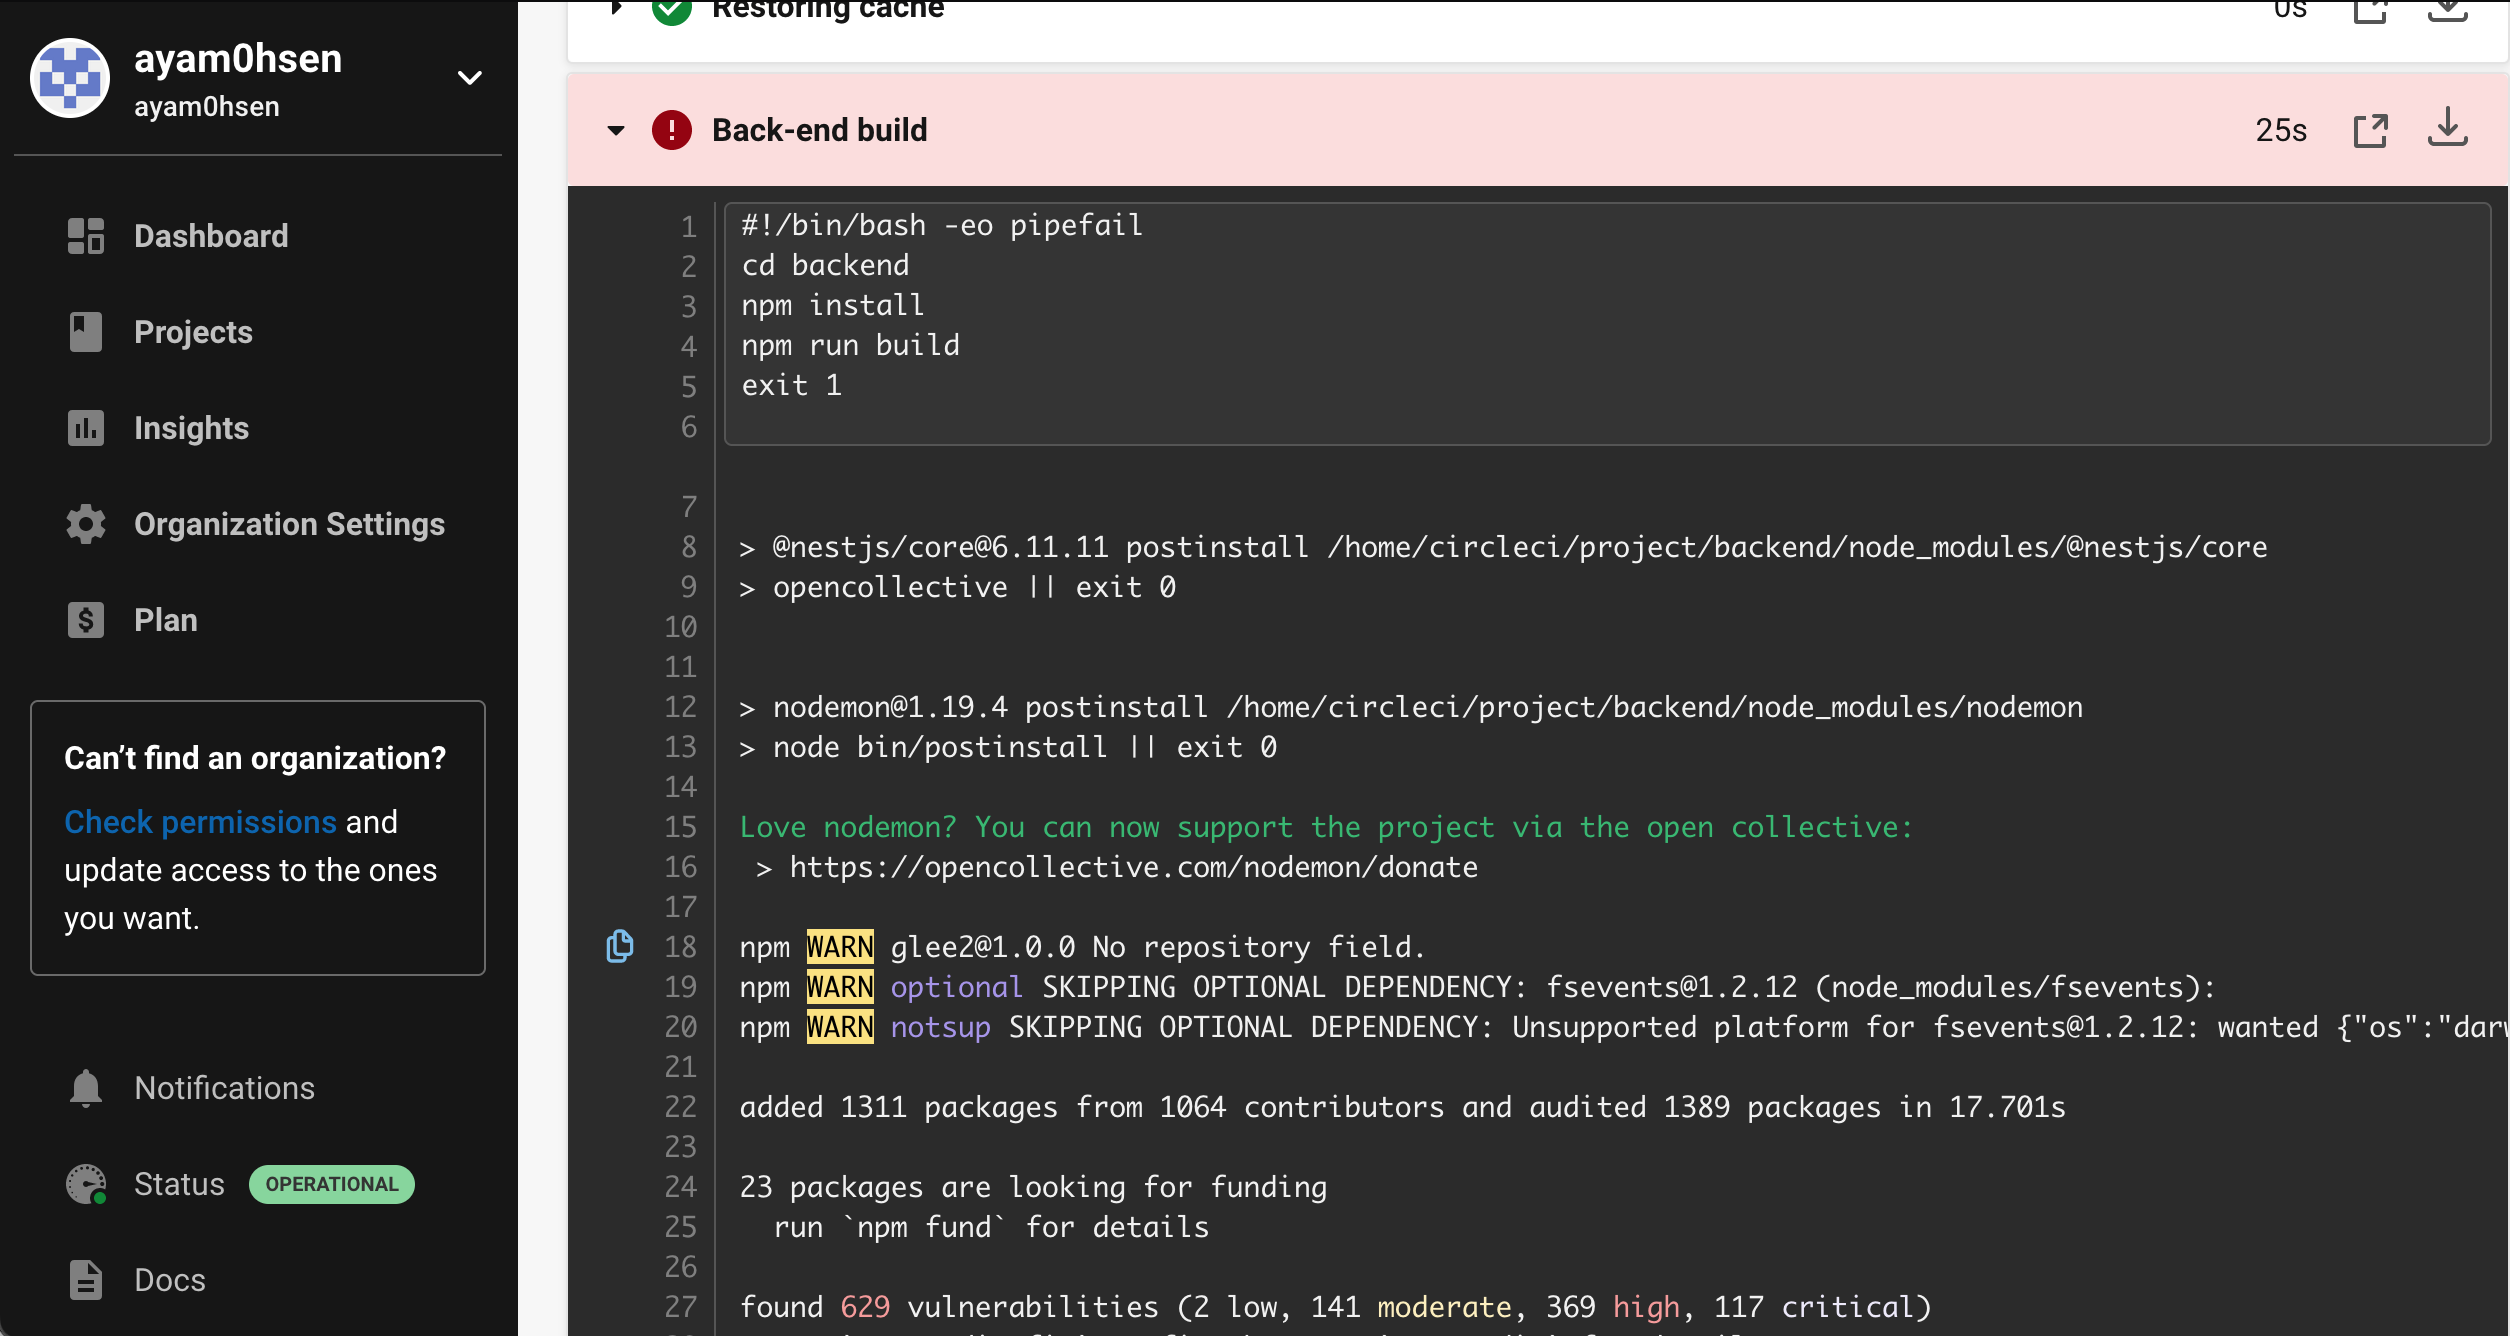 ayam0hsen
ayam0hsen
Dashboard
Projects
Insights
Organization Settings
Plan
Can’t find an organization?
Check permissions and
update access to the ones
you want.
Notifications
Status OPERATIONAL
Docs
Restoring cache 0s
! Back-end build 25s
1 #!/bin/bash -eo pipefail
2 cd backend
3 npm install
4 npm run build
5 exit 1
6
7
8 > @nestjs/core@6.11.11 postinstall /home/circleci/project/backend/node_modules/@nestjs/core
9 > opencollective || exit 0
10
11
12 > nodemon@1.19.4 postinstall /home/circleci/project/backend/node_modules/nodemon
13 > node bin/postinstall || exit 0
14
15 Love nodemon? You can now support the project via the open collective:
16 > https://opencollective.com/nodemon/donate
17
18 npm WARN glee2@1.0.0 No repository field.
19 npm WARN optional SKIPPING OPTIONAL DEPENDENCY: fsevents@1.2.12 (node_modules/fsevents):
20 npm WARN notsup SKIPPING OPTIONAL DEPENDENCY: Unsupported platform for fsevents@1.2.12: wanted {"os":"dar
21
22 added 1311 packages from 1064 contributors and audited 1389 packages in 17.701s
23
24 23 packages are looking for funding
25 run `npm fund` for details
26
27 found 629 vulnerabilities (2 low, 141 moderate, 369 high, 117 critical)